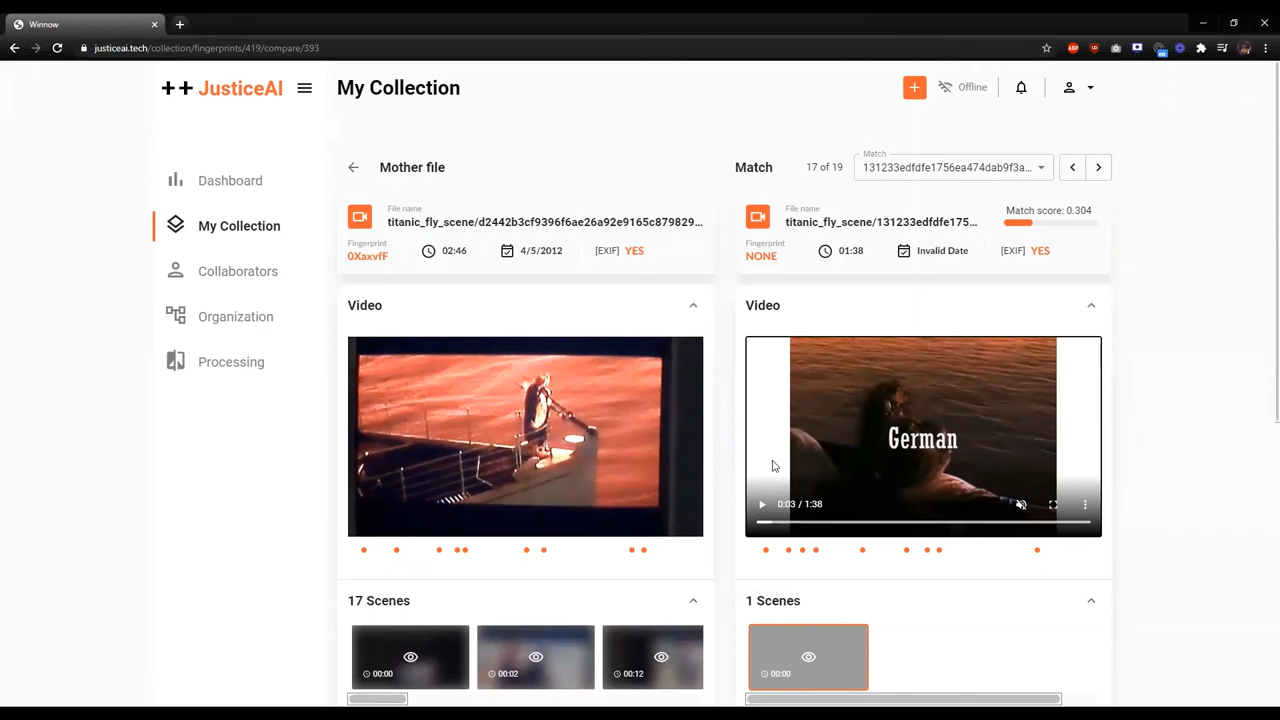 Winnow
justiceai.tech/collection/fingerprints/419/compare/393
JusticeAI
My Collection
Offline
Dashboard
My Collection
Collaborators
Organization
Processing
Mother file
Match
17 of 19
Match
131233edfdfe1756ea474dab9f3a...
File name
titanic_fly_scene/d2442b3cf9396f6ae26a92e9165c879829...
Fingerprint
0XaxvfF
02:46
4/5/2012
[EXIF] YES
File name
titanic_fly_scene/131233edfdfe175...
Match score: 0.304
Fingerprint
NONE
01:38
Invalid Date
[EXIF] YES
Video
Video
German
0:03 / 1:38
17 Scenes
1 Scenes
00:00
00:02
00:12
00:00